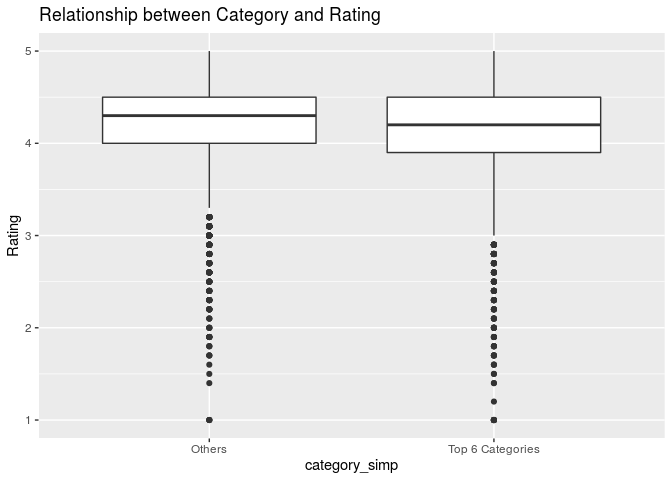 Relationship between Category and Rating
5
4
3
2
1
Rating
Others
Top 6 Categories
category_simp